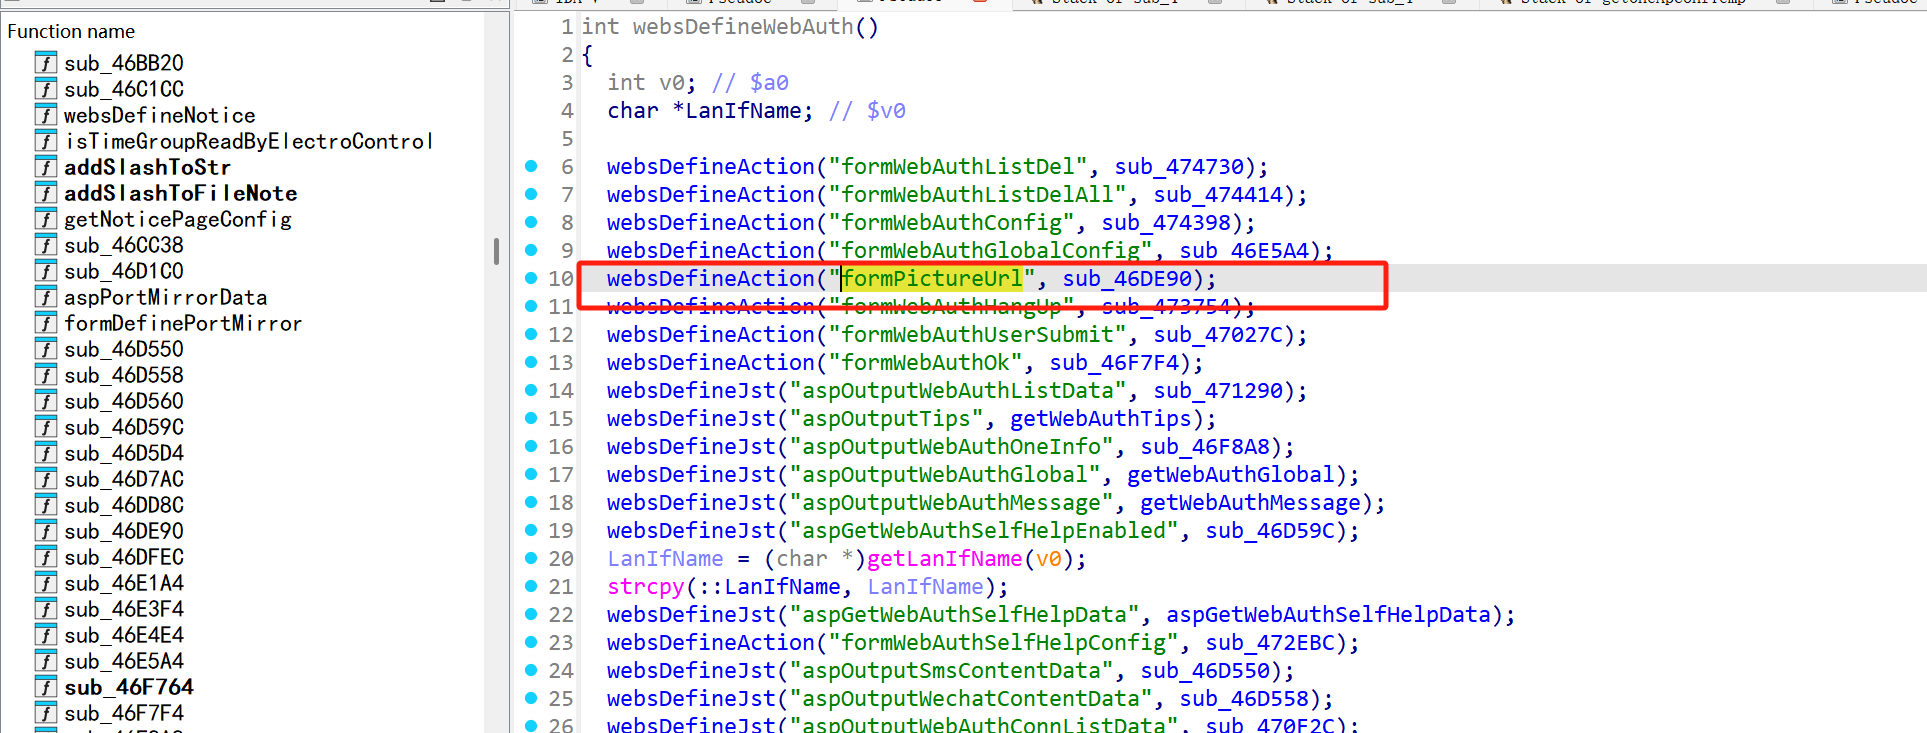 Function name
sub_46BB20
sub_46C1CC
websDefineNotice
isTimeGroupReadByElectroControl
addSlashToStr
addSlashToFileNote
getNoticePageConfig
sub_46CC38
sub_46D1C0
aspPortMirrorData
formDefinePortMirror
sub_46D550
sub_46D558
sub_46D560
sub_46D59C
sub_46D5D4
sub_46D7AC
sub_46DD8C
sub_46DE90
sub_46DFEC
sub_46E1A4
sub_46E3F4
sub_46E4E4
sub_46E5A4
sub_46F764
sub_46F7F4
1 int websDefineWebAuth()
2 {
3 int v0; // $a0
4 char *LanIfName; // $v0
5
6 websDefineAction("formWebAuthListDel", sub_474730);
7 websDefineAction("formWebAuthListDelAll", sub_474414);
8 websDefineAction("formWebAuthConfig", sub_474398);
9 websDefineAction("formWebAuthGlobalConfig", sub_46E5A4);
10 websDefineAction("formPictureUrl", sub_46DE90);
11 websDefineAction("formWebAuthHangUp", sub_473754);
12 websDefineAction("formWebAuthUserSubmit", sub_47027C);
13 websDefineAction("formWebAuthOk", sub_46F7F4);
14 websDefineJst("aspOutputWebAuthListData", sub_471290);
15 websDefineJst("aspOutputTips", getWebAuthTips);
16 websDefineJst("aspOutputWebAuthOneInfo", sub_46F8A8);
17 websDefineJst("aspOutputWebAuthGlobal", getWebAuthGlobal);
18 websDefineJst("aspOutputWebAuthMessage", getWebAuthMessage);
19 websDefineJst("aspGetWebAuthSelfHelpEnabled", sub_46D59C);
20 LanIfName = (char *)getLanIfName(v0);
21 strcpy(::LanIfName, LanIfName);
22 websDefineJst("aspGetWebAuthSelfHelpData", aspGetWebAuthSelfHelpData);
23 websDefineAction("formWebAuthSelfHelpConfig", sub_472EBC);
24 websDefineJst("aspOutputSmsContentData", sub_46D550);
25 websDefineJst("aspOutputWechatContentData", sub_46D558);
26 websDefineJst("aspOutputWebAuthConnListData", sub_470F2C);